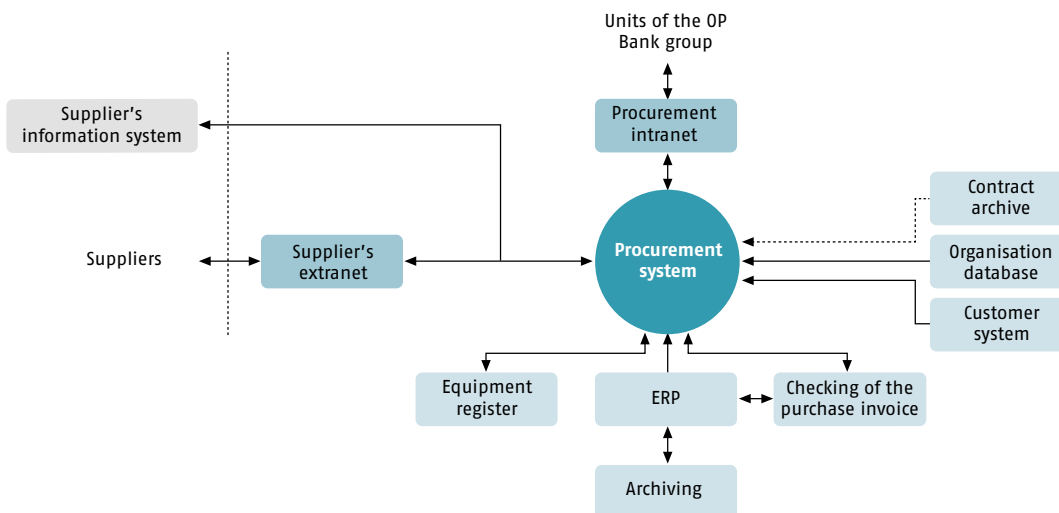 Units of the OP
Bank group
Supplier's
information system
Procurement
intranet
Contract
archive
Suppliers
Supplier's
extranet
Procurement
system
Organisation
database
Customer
system
Equipment
register
ERP
Checking of the
purchase invoice
Archiving